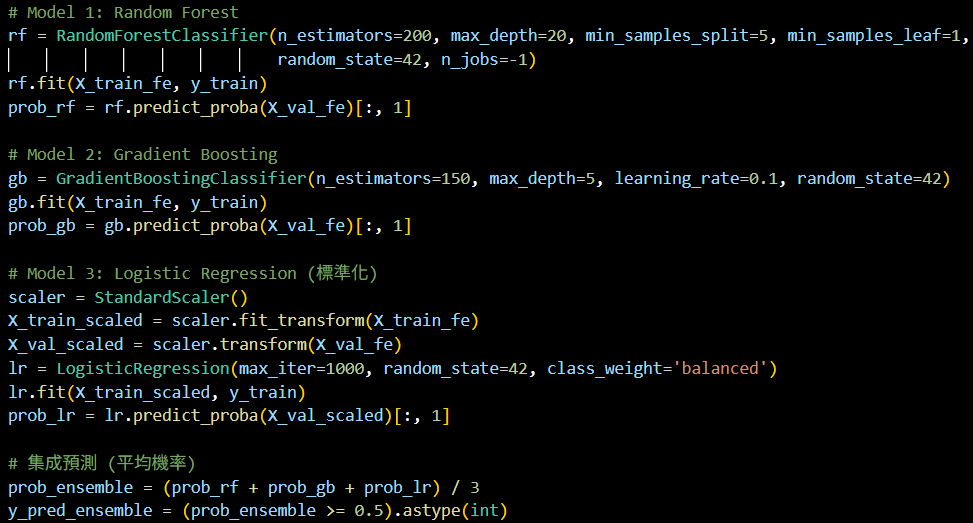 # Model 1: Random Forest
rf = RandomForestClassifier(n_estimators=200, max_depth=20, min_samples_split=5, min_samples_leaf=1,
random_state=42, n_jobs=-1)
rf.fit(X_train_fe, y_train)
prob_rf = rf.predict_proba(X_val_fe)[:, 1]
# Model 2: Gradient Boosting
gb = GradientBoostingClassifier(n_estimators=150, max_depth=5, learning_rate=0.1, random_state=42)
gb.fit(X_train_fe, y_train)
prob_gb = gb.predict_proba(X_val_fe)[:, 1]
# Model 3: Logistic Regression (標準化)
scaler = StandardScaler()
X_train_scaled = scaler.fit_transform(X_train_fe)
X_val_scaled = scaler.transform(X_val_fe)
lr = LogisticRegression(max_iter=1000, random_state=42, class_weight='balanced')
lr.fit(X_train_scaled, y_train)
prob_lr = lr.predict_proba(X_val_scaled)[:, 1]
# 集成預測 (平均機率)
prob_ensemble = (prob_rf + prob_gb + prob_lr) / 3
y_pred_ensemble = (prob_ensemble >= 0.5).astype(int)